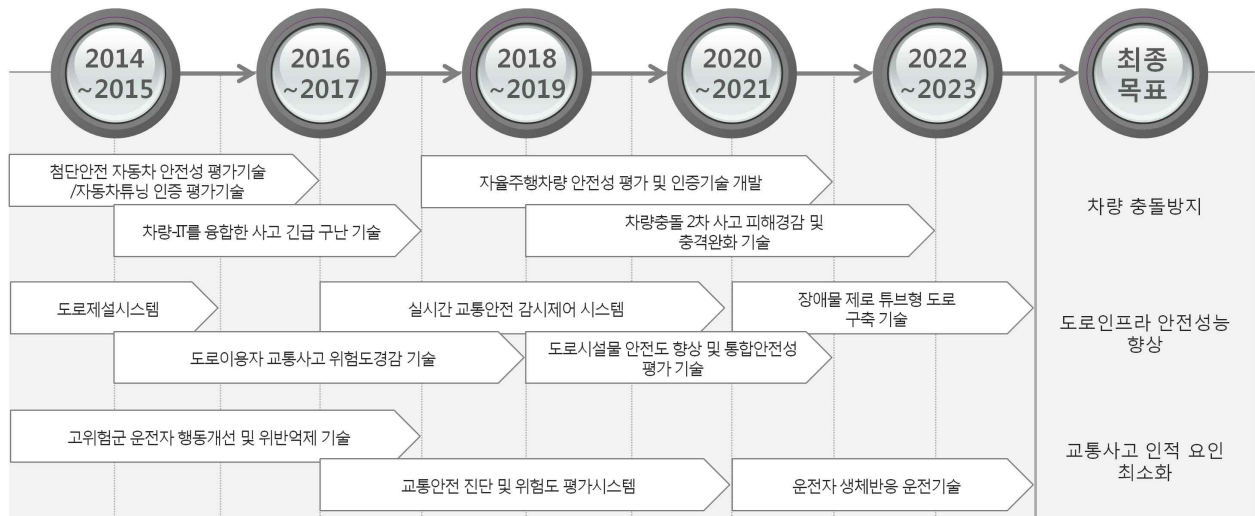 2014
~2015
2016
~2017
2018
~2019
2020
~2021
2022
~2023
최종
목표
첨단안전 자동차 안전성 평가기술
/자동차튜닝 인증 평가기술
자율주행차량 안전성 평가 및 인증기술 개발
차량-IT를 융합한 사고 긴급 구난 기술
차량충돌 2차 사고 피해경감 및
충격완화 기술
차량 충돌방지
도로제설시스템
실시간 교통안전 감시제어 시스템
장애물 제로 튜브형 도로
구축 기술
도로이용자 교통사고 위험도경감 기술
도로시설물 안전도 향상 및 통합안전성
평가 기술
도로인프라 안전성능
향상
고위험군 운전자 행동개선 및 위반억제 기술
교통안전 진단 및 위험도 평가시스템
운전자 생체반응 운전기술
교통사고 인적 요인
최소화